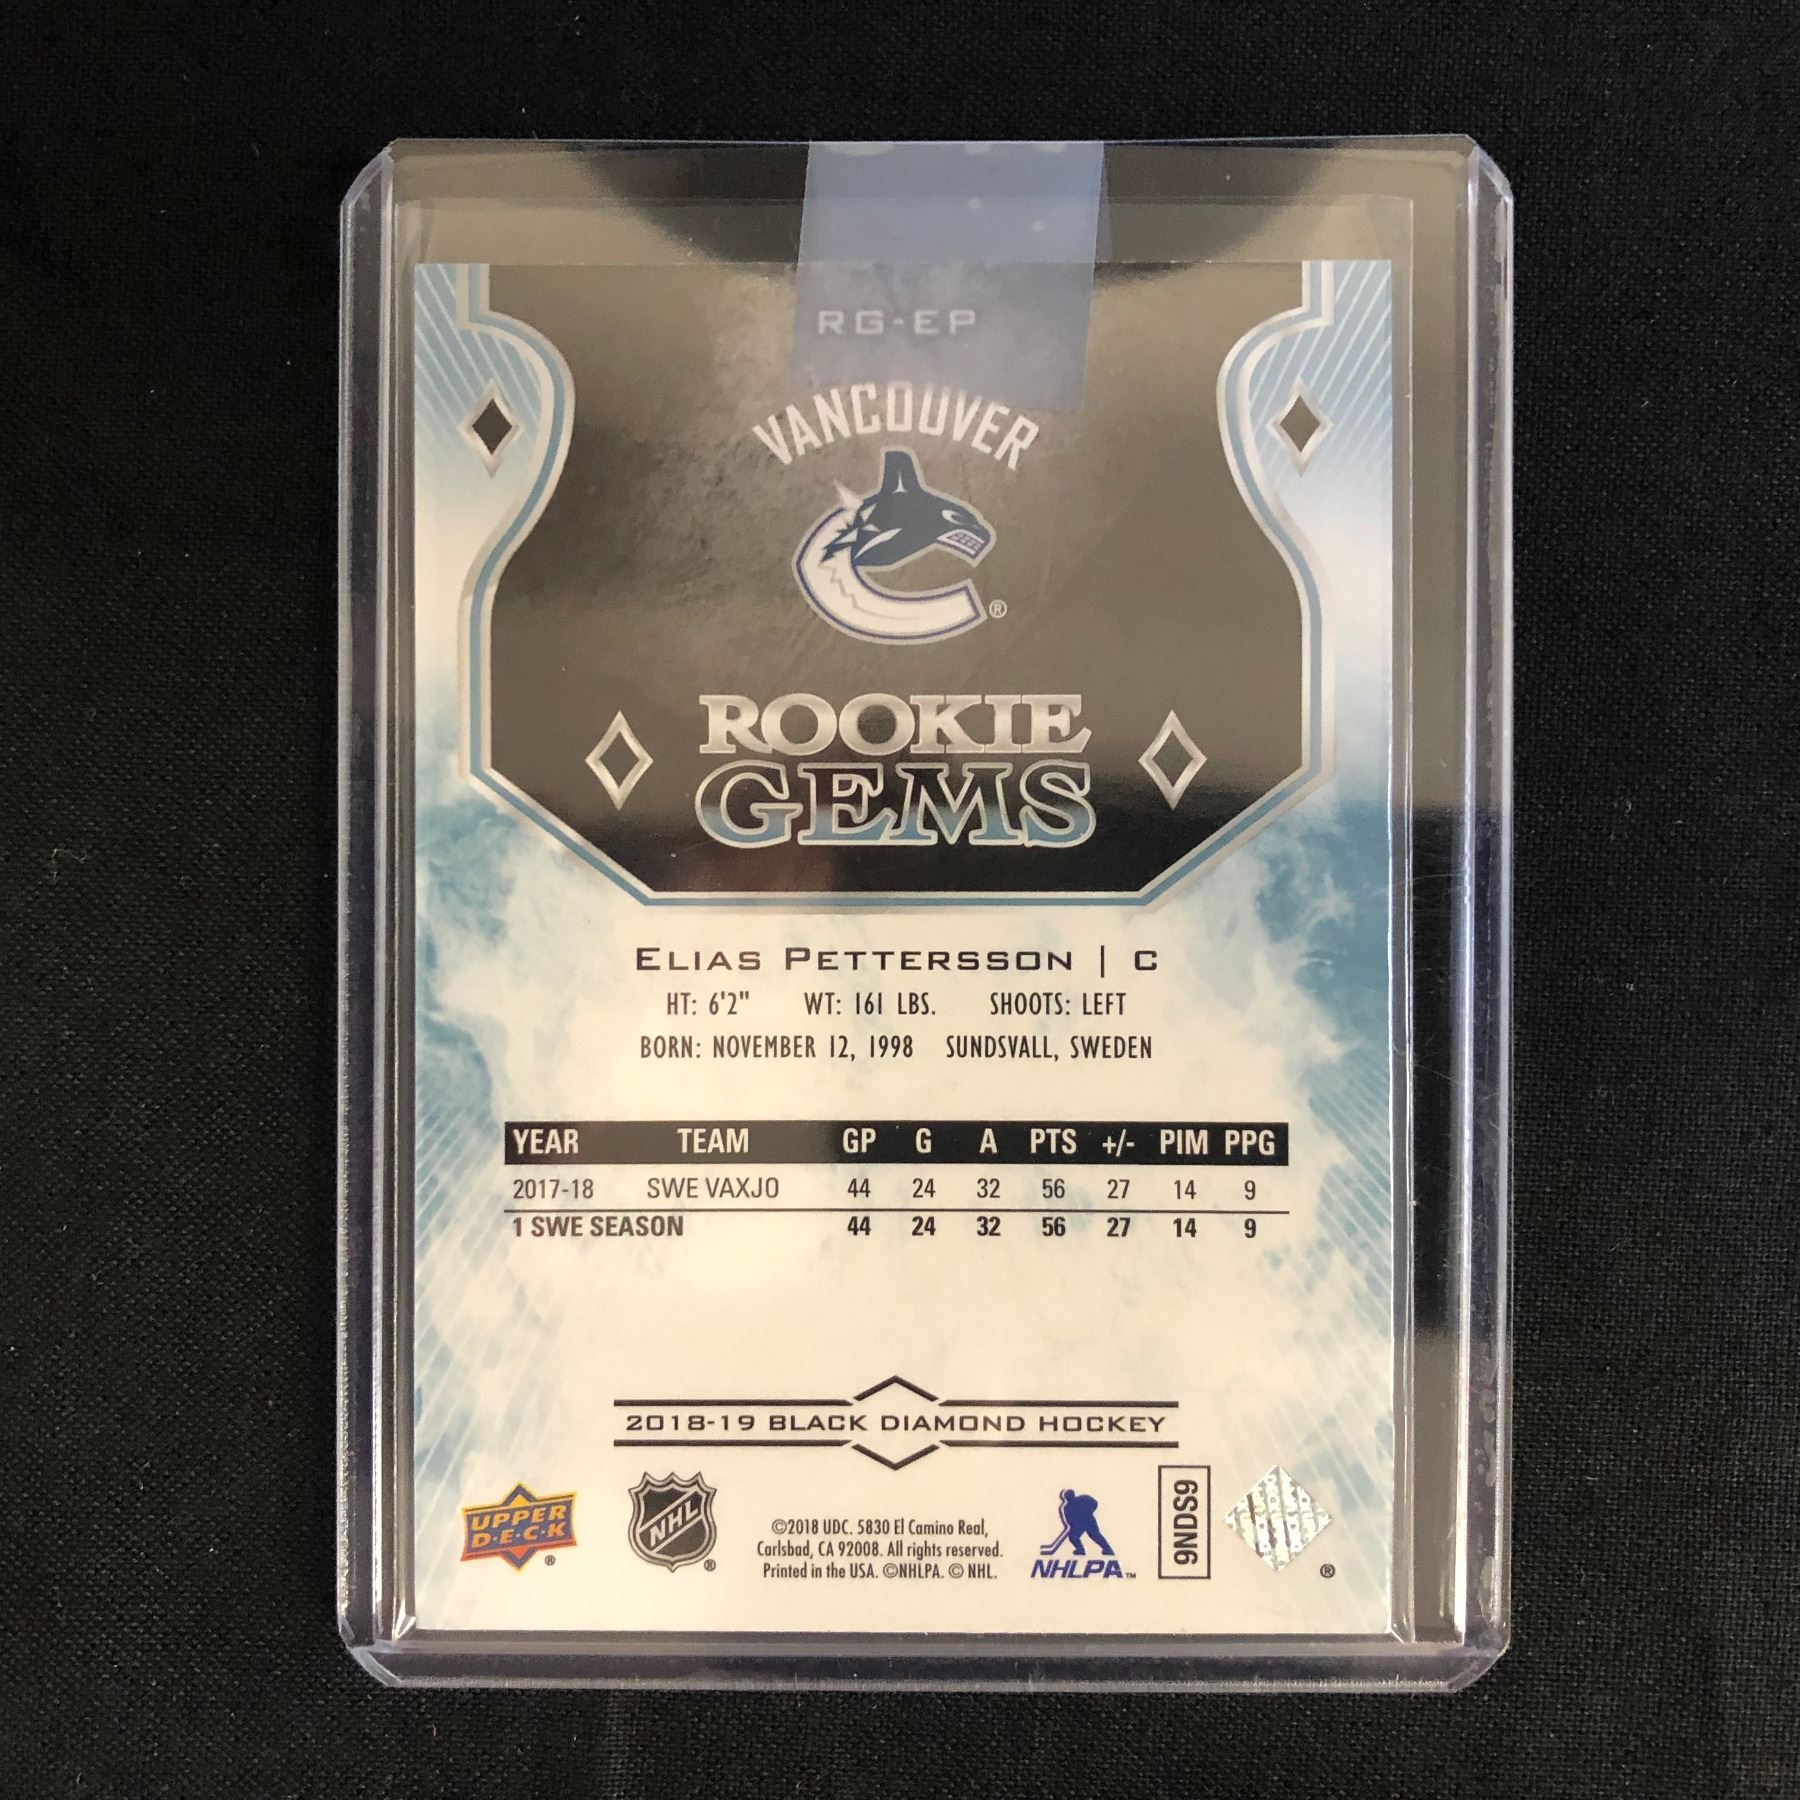 RG-EP
VANCOUVER
®
ROOKIE
GEMS
ELIAS PETTERSSON | C
HT: 6'2" WT: 161 LBS. SHOOTS: LEFT
BORN: NOVEMBER 12, 1998 SUNDSVALL, SWEDEN
YEAR TEAM GP G A PTS +/- PIM PPG
2017-18 SWE VAXJO 44 24 32 56 27 14 9
1 SWE SEASON 44 24 32 56 27 14 9
2018-19 BLACK DIAMOND HOCKEY
UPPER
D·E·C·K
®
NHL
®
©2018 UDC. 5830 El Camino Real,
Carlsbad, CA 92008. All rights reserved.
Printed in the USA. ©NHLPA. © NHL.
NHLPA™
9NDS9
®